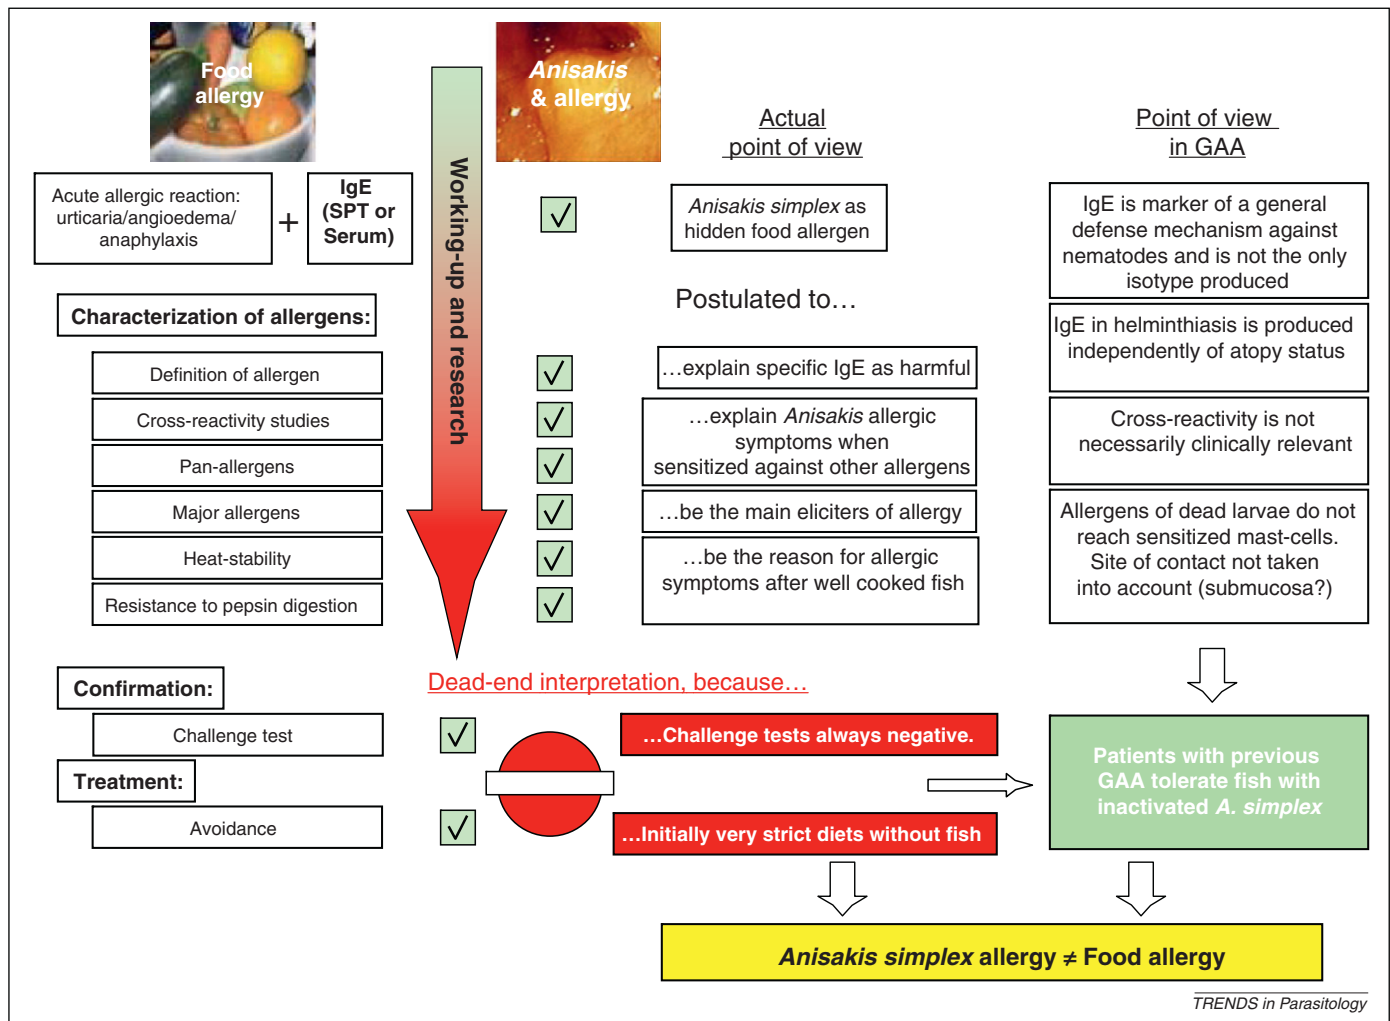 Food
allergy
Anisakis
& allergy
Actual
point of view
Point of view
in GAA
Acute allergic reaction:
urticaria/angioedema/
anaphylaxis
+
IgE
(SPT or
Serum)
Working-up and research
Anisakis simplex as
hidden food allergen
IgE is marker of a general
defense mechanism against
nematodes and is not the only
isotype produced
Characterization of allergens:
Postulated to…
IgE in helminthiasis is produced
independently of atopy status
Definition of allergen
…explain specific IgE as harmful
Cross-reactivity studies
Pan-allergens
…explain Anisakis allergic
symptoms when
sensitized against other allergens
Cross-reactivity is not
necessarily clinically relevant
Major allergens
…be the main eliciters of allergy
Heat-stability
Resistance to pepsin digestion
…be the reason for allergic
symptoms after well cooked fish
Allergens of dead larvae do not
reach sensitized mast-cells.
Site of contact not taken
into account (submucosa?)
Confirmation:
Dead-end interpretation, because…
Challenge test
…Challenge tests always negative.
Treatment:
Avoidance
…Initially very strict diets without fish
Patients with previous
GAA tolerate fish with
inactivated A. simplex
Anisakis simplex allergy ≠ Food allergy
TRENDS in Parasitology